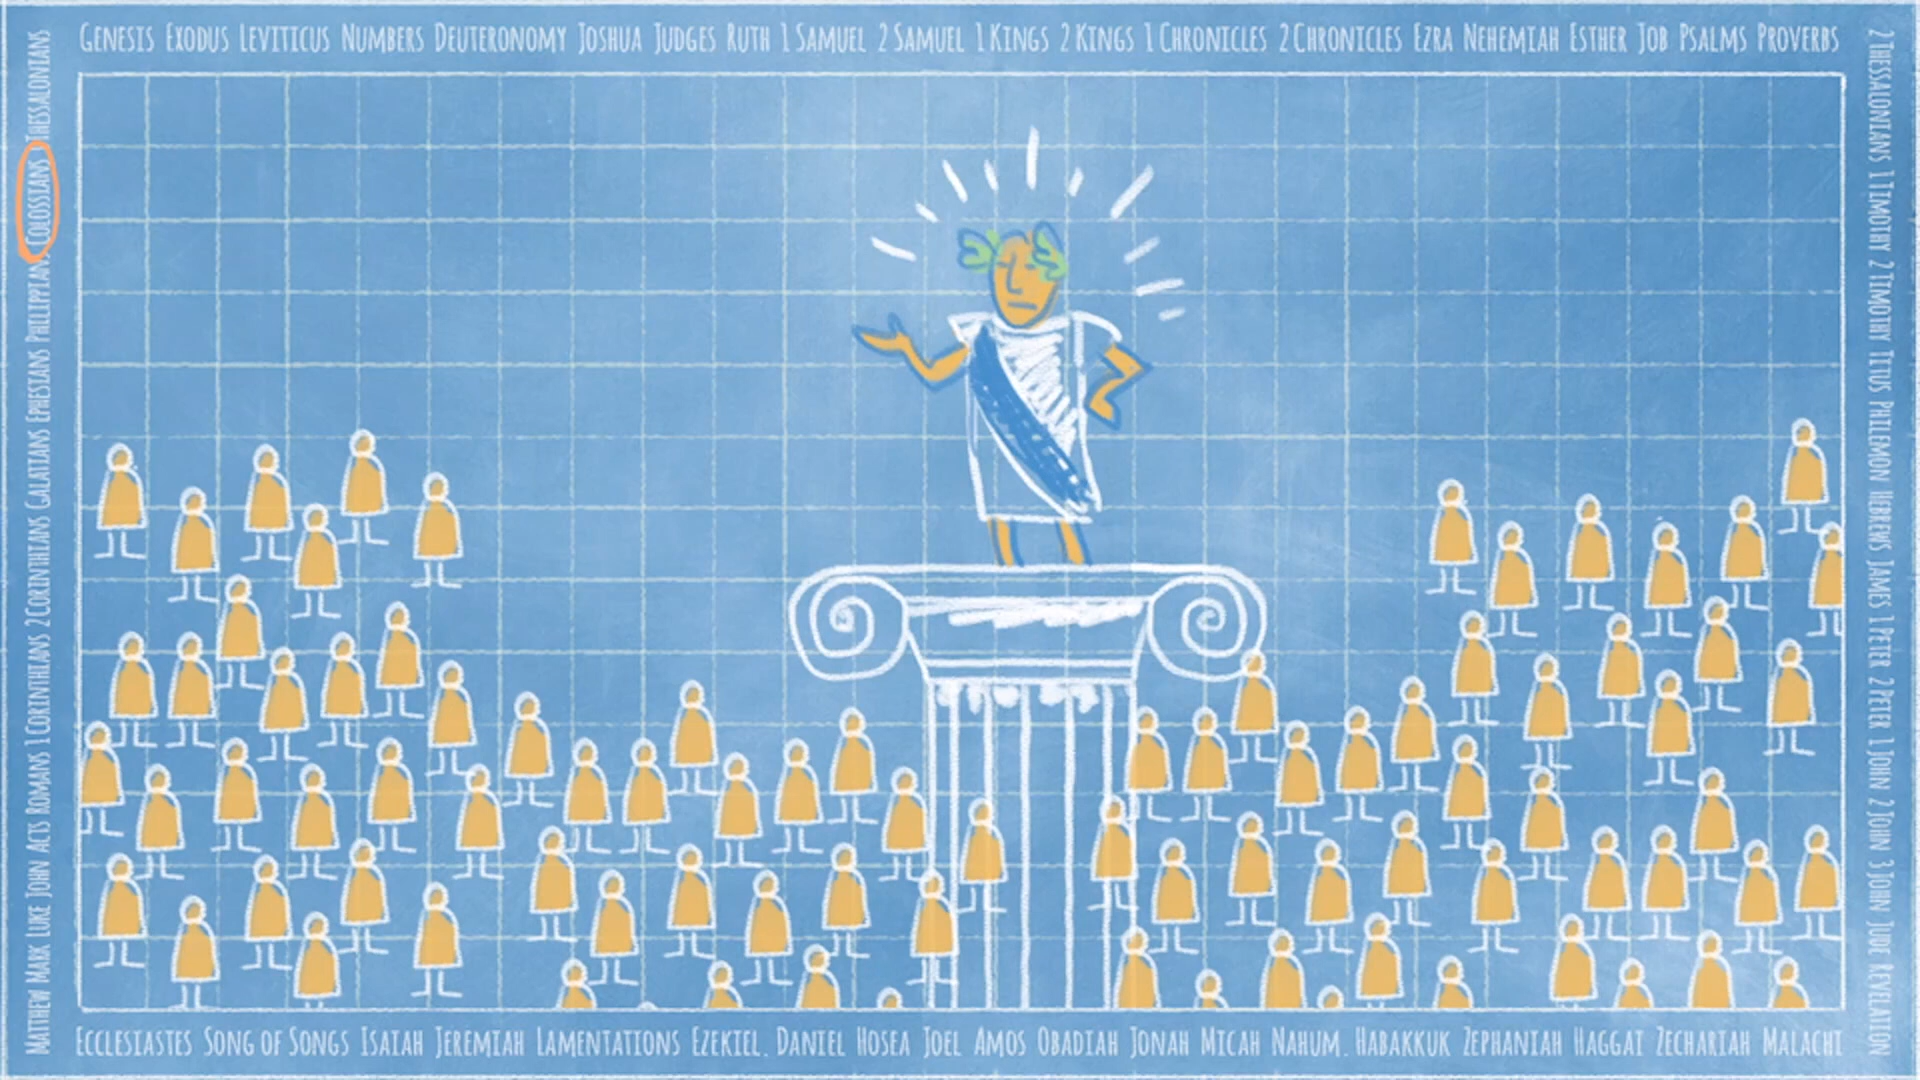 Genesis Exodus Leviticus Numbers Deuteronomy Joshua Judges Ruth 1 Samuel 2 Samuel 1 Kings 2 Kings 1 Chronicles 2 Chronicles Ezra Nehemiah Esther Job Psalms Proverbs
Ecclesiastes Song of Songs Isaiah Jeremiah Lamentations Ezekiel. Daniel Hosea Joel Amos Obadiah Jonah Micah Nahum. Habakkuk Zephaniah Haggai Zechariah Malachi
Matthew Mark Luke John Acts Romans 1 Corinthians 2 Corinthians Galatians Ephesians Philippians Colossians 1 Thessalonians
2 Thessalonians 1 Timothy 2 Timothy Titus Philemon Hebrews James 1 Peter 2 Peter 1 John 2 John 3 John Jude Revelation